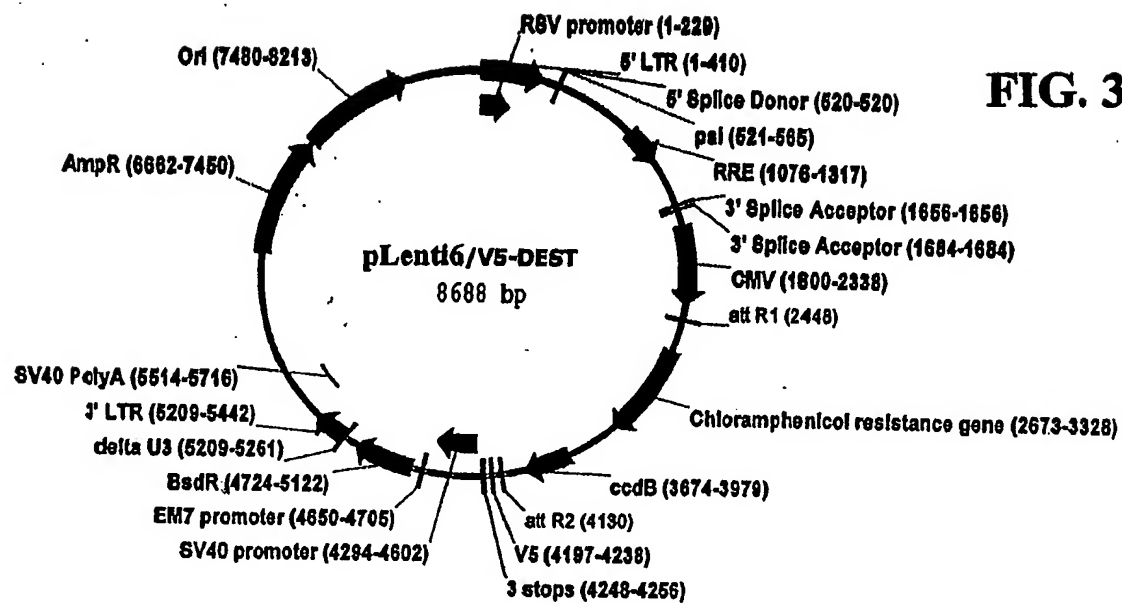 FIG. 3
RSV promoter (1-229)
5' LTR (1-410)
5' Splice Donor (520-520)
psi (521-565)
RRE (1076-1317)
3' Splice Acceptor (1656-1656)
3' Splice Acceptor (1684-1684)
CMV (1800-2338)
att R1 (2448)
Chloramphenicol resistance gene (2673-3328)
ccdB (3674-3979)
att R2 (4130)
V5 (4197-4238)
3 stops (4248-4256)
SV40 promoter (4294-4602)
EM7 promoter (4650-4705)
BsdR (4724-5122)
delta U3 (5209-5261)
3' LTR (5209-5442)
SV40 PolyA (5514-5716)
AmpR (6662-7450)
Ori (7480-8213)
pLenti6/V5-DEST
8688 bp